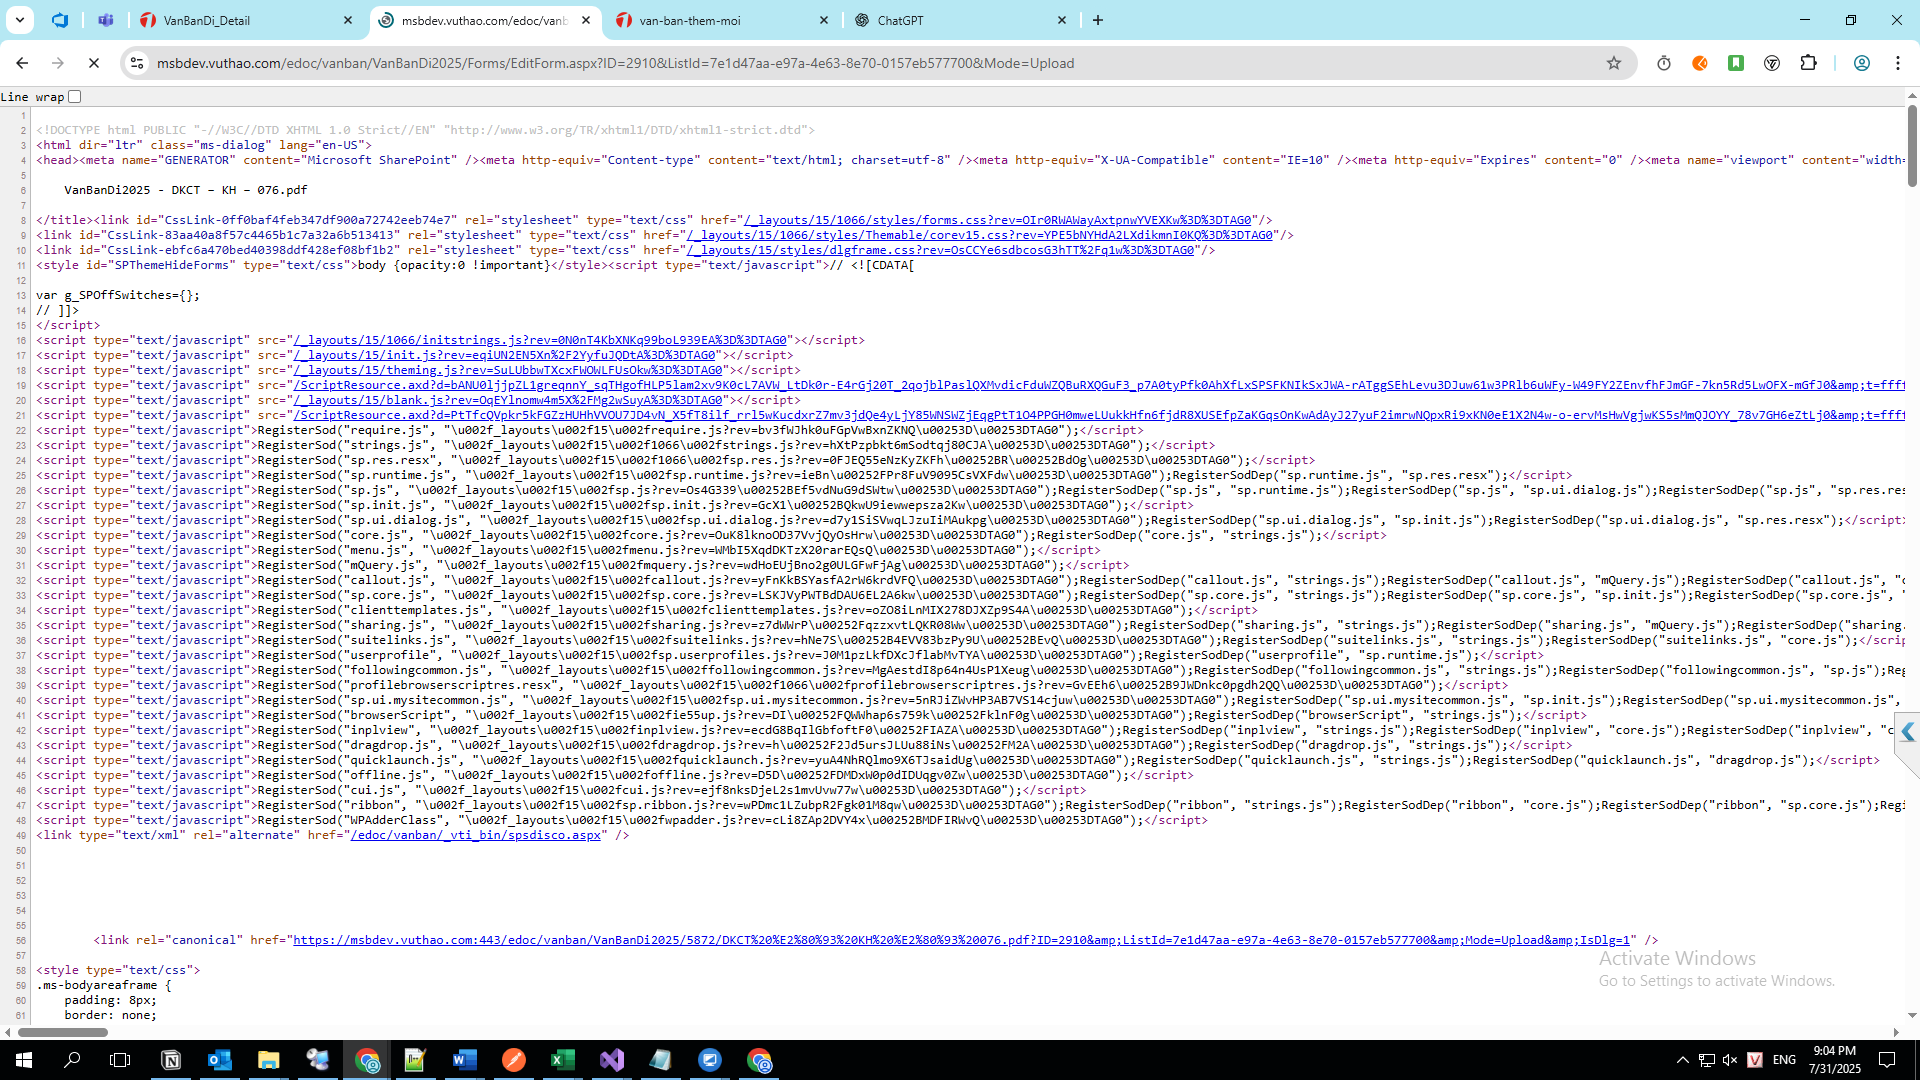 VanBanDi_Detail
msbdev.vuthao.com/edoc/vanb
van-ban-them-moi
ChatGPT
msbdev.vuthao.com/edoc/vanban/VanBanDi2025/Forms/EditForm.aspx?ID=2910&ListId=7e1d47aa-e97a-4e63-8e70-0157eb577700&Mode=Upload
Line wrap
1
2 <!DOCTYPE html PUBLIC "-//W3C//DTD XHTML 1.0 Strict//EN" "http://www.w3.org/TR/xhtml1/DTD/xhtml1-strict.dtd">
3 <html dir="ltr" class="ms-dialog" lang="en-US">
4 <head><meta name="GENERATOR" content="Microsoft SharePoint" /><meta http-equiv="Content-type" content="text/html; charset=utf-8" /><meta http-equiv="X-UA-Compatible" content="IE=10" /><meta http-equiv="Expires" content="0" /><meta name="viewport" content="width=
5
6 VanBanDi2025 - DKCT – KH – 076.pdf
7
8 </title><link id="CssLink-0ff0baf4feb347df900a72742eeb74e7" rel="stylesheet" type="text/css" href="/_layouts/15/1066/styles/forms.css?rev=OIr0RWAWayAxtpnwYVEXKw%3D%3DTAG0"/>
9 <link id="CssLink-83aa40a8f57c4465b1c7a32a6b513413" rel="stylesheet" type="text/css" href="/_layouts/15/1066/styles/Themable/corev15.css?rev=YPE5bNYHdA2LXdikmnI0KQ%3D%3DTAG0"/>
10 <link id="CssLink-ebfc6a470bed40398ddf428ef08bf1b2" rel="stylesheet" type="text/css" href="/_layouts/15/styles/dlgframe.css?rev=OsCCYe6sdbcosG3hTT%2Fq1w%3D%3DTAG0"/>
11 <style id="SPThemeHideForms" type="text/css">body {opacity:0 !important}</style><script type="text/javascript">// <![CDATA[
12
13 var g_SPOffSwitches={};
14 // ]]>
15 </script>
16 <script type="text/javascript" src="/_layouts/15/1066/initstrings.js?rev=0N0nT4KbXNKq99boL939EA%3D%3DTAG0"></script>
17 <script type="text/javascript" src="/_layouts/15/init.js?rev=eqiUN2EN5Xn%2F2YyfuJQDtA%3D%3DTAG0"></script>
18 <script type="text/javascript" src="/_layouts/15/theming.js?rev=SuLUbbwTXcxFWOWLFUsOkw%3D%3DTAG0"></script>
19 <script type="text/javascript" src="/ScriptResource.axd?d=
20 <script type="text/javascript" src="/_layouts/15/blank.js?rev=OqEYlnomw4m5X%2FMg2wSuyA%3D%3DTAG0"></script>
21 <script type="text/javascript" src="/ScriptResource.axd?d=
22 <script type="text/javascript">RegisterSod("require.js", "\u002f_layouts\u002f15\u002frequire.js?rev=bv3fWJhk0uFGpVwBxnZKNQ\u00253D\u00253DTAG0");</script>
23 <script type="text/javascript">RegisterSod("strings.js", "\u002f_layouts\u002f15\u002f1066\u002fstrings.js?rev=hXtPzpbkt6mSodtqj80CJA\u00253D\u00253DTAG0");</script>
24 <script type="text/javascript">RegisterSod("sp.res.resx", "\u002f_layouts\u002f15\u002f1066\u002fsp.res.js?rev=0FJEQ55eNzKyZKFh\u00252BR\u00252BdOg\u00253D\u00253DTAG0");</script>
25 <script type="text/javascript">RegisterSod("sp.runtime.js", "\u002f_layouts\u002f15\u002fsp.runtime.js?rev=ieBn\u00252FPr8FuV9095CsVXFdw\u00253D\u00253DTAG0");RegisterSodDep("sp.runtime.js", "sp.res.resx");</script>
26 <script type="text/javascript">RegisterSod("sp.js", "\u002f_layouts\u002f15\u002fsp.js?rev=Os4G339\u00252BEf5vdNuG9dSWtw\u00253D\u00253DTAG0");RegisterSodDep("sp.js", "sp.runtime.js");RegisterSodDep("sp.js", "sp.ui.dialog.js");RegisterSodDep("sp.js", "sp.res.res
27 <script type="text/javascript">RegisterSod("sp.init.js", "\u002f_layouts\u002f15\u002fsp.init.js?rev=GcX1\u00252BQkwU9iewwepsza2Kw\u00253D\u00253DTAG0");</script>
28 <script type="text/javascript">RegisterSod("sp.ui.dialog.js", "\u002f_layouts\u002f15\u002fsp.ui.dialog.js?rev=d7y1SiSVwqLJzuIiMAukpg\u00253D\u00253DTAG0");RegisterSodDep("sp.ui.dialog.js", "sp.init.js");RegisterSodDep("sp.ui.dialog.js", "sp.res.resx");</script>
29 <script type="text/javascript">RegisterSod("core.js", "\u002f_layouts\u002f15\u002fcore.js?rev=OuK8lknoOD37VvjQyOsHrw\u00253D\u00253DTAG0");RegisterSodDep("core.js", "strings.js");</script>
30 <script type="text/javascript">RegisterSod("menu.js", "\u002f_layouts\u002f15\u002fmenu.js?rev=WMbI5XqdDKTzX20rarEQsQ\u00253D\u00253DTAG0");</script>
31 <script type="text/javascript">RegisterSod("mQuery.js", "\u002f_layouts\u002f15\u002fmquery.js?rev=wdHoEUjBno2g0ULGFwFjAg\u00253D\u00253DTAG0");</script>
32 <script type="text/javascript">RegisterSod("callout.js", "\u002f_layouts\u002f15\u002fcallout.js?rev=yFnKkBSYasfA2rW6krdVFQ\u00253D\u00253DTAG0");RegisterSodDep("callout.js", "strings.js");RegisterSodDep("callout.js", "mQuery.js");RegisterSodDep("callout.js", "c
33 <script type="text/javascript">RegisterSod("sp.core.js", "\u002f_layouts\u002f15\u002fsp.core.js?rev=LSKJVyPWTBdDAU6EL2A6kw\u00253D\u00253DTAG0");RegisterSodDep("sp.core.js", "strings.js");RegisterSodDep("sp.core.js", "sp.init.js");RegisterSodDep("sp.core.js", "
34 <script type="text/javascript">RegisterSod("clienttemplates.js", "\u002f_layouts\u002f15\u002fclienttemplates.js?rev=oZO8iLnMIX278DJXZp9S4A\u00253D\u00253DTAG0");</script>
35 <script type="text/javascript">RegisterSod("sharing.js", "\u002f_layouts\u002f15\u002fsharing.js?rev=z7dWWrP\u00252FqzzxvtLQKR08Ww\u00253D\u00253DTAG0");RegisterSodDep("sharing.js", "strings.js");RegisterSodDep("sharing.js", "mQuery.js");RegisterSodDep("sharing.
36 <script type="text/javascript">RegisterSod("suitelinks.js", "\u002f_layouts\u002f15\u002fsuitelinks.js?rev=hNe7S\u00252B4EVV83bzPy9U\u00252BEvQ\u00253D\u00253DTAG0");RegisterSodDep("suitelinks.js", "strings.js");RegisterSodDep("suitelinks.js", "core.js");</scrip
37 <script type="text/javascript">RegisterSod("userprofile", "\u002f_layouts\u002f15\u002fsp.userprofiles.js?rev=J0M1pzLkfDXcJflabMvTYA\u00253D\u00253DTAG0");RegisterSodDep("userprofile", "sp.runtime.js");</script>
38 <script type="text/javascript">RegisterSod("followingcommon.js", "\u002f_layouts\u002f15\u002ffollowingcommon.js?rev=MgAestdI8p64n4UsP1Xeug\u00253D\u00253DTAG0");RegisterSodDep("followingcommon.js", "strings.js");RegisterSodDep("followingcommon.js", "sp.js");Reg
39 <script type="text/javascript">RegisterSod("profilebrowserscriptres.resx", "\u002f_layouts\u002f15\u002f1066\u002fprofilebrowserscriptres.js?rev=GvEEh6\u00252B9JWDnkc0pgdh2QQ\u00253D\u00253DTAG0");</script>
40 <script type="text/javascript">RegisterSod("sp.ui.mysitecommon.js", "\u002f_layouts\u002f15\u002fsp.ui.mysitecommon.js?rev=5nRJiZWvHP3AB7VS14cjuw\u00253D\u00253DTAG0");RegisterSodDep("sp.ui.mysitecommon.js", "sp.init.js");RegisterSodDep("sp.ui.mysitecommon.js",
41 <script type="text/javascript">RegisterSod("browserScript", "\u002f_layouts\u002f15\u002fie55up.js?rev=DI\u00252FQWWhap6s759k\u00252FklnF0g\u00253D\u00253DTAG0");RegisterSodDep("browserScript", "strings.js");</script>
42 <script type="text/javascript">RegisterSod("inplview", "\u002f_layouts\u002f15\u002finplview.js?rev=ecdG8BqIlGbfoftF0\u00252FIAZA\u00253D\u00253DTAG0");RegisterSodDep("inplview", "strings.js");RegisterSodDep("inplview", "core.js");RegisterSodDep("inplview", "c
43 <script type="text/javascript">RegisterSod("dragdrop.js", "\u002f_layouts\u002f15\u002fdragdrop.js?rev=h\u00252F2Jd5ursJLUu88iNs\u00252FM2A\u00253D\u00253DTAG0");RegisterSodDep("dragdrop.js", "strings.js");</script>
44 <script type="text/javascript">RegisterSod("quicklaunch.js", "\u002f_layouts\u002f15\u002fquicklaunch.js?rev=yuA4NhRQlmo9X6TJsaidUg\u00253D\u00253DTAG0");RegisterSodDep("quicklaunch.js", "strings.js");RegisterSodDep("quicklaunch.js", "dragdrop.js");</script>
45 <script type="text/javascript">RegisterSod("offline.js", "\u002f_layouts\u002f15\u002foffline.js?rev=D5D\u00252FDMDxW0p0dIDUqgv0Zw\u00253D\u00253DTAG0");</script>
46 <script type="text/javascript">RegisterSod("cui.js", "\u002f_layouts\u002f15\u002fcui.js?rev=ejf8nksDjeL2s1mvUvw77w\u00253D\u00253DTAG0");</script>
47 <script type="text/javascript">RegisterSod("ribbon", "\u002f_layouts\u002f15\u002fsp.ribbon.js?rev=wPDmc1LZubpR2Fgk01M8qw\u00253D\u00253DTAG0");RegisterSodDep("ribbon", "strings.js");RegisterSodDep("ribbon", "core.js");RegisterSodDep("ribbon", "sp.core.js");Regi
48 <script type="text/javascript">RegisterSod("WPAdderClass", "\u002f_layouts\u002f15\u002fwpadder.js?rev=cLi8ZAp2DVY4x\u00252BMDFIRWvQ\u00253D\u00253DTAG0");</script>
49 <link type="text/xml" rel="alternate" href="/edoc/vanban/_vti_bin/spsdisco.aspx" />
50
51
52
53
54
55
56 <link rel="canonical" href="https://msbdev.vuthao.com:443/edoc/vanban/VanBanDi2025/5872/DKCT%20%E2%80%93%20KH%20%E2%80%93%20076.pdf?ID=2910&amp;ListId=7e1d47aa-e97a-4e63-8e70-0157eb577700&amp;Mode=Upload&amp;IsDlg=1" />
57
58 <style type="text/css">
59 .ms-bodyareaframe {
60 padding: 8px;
61 border: none;
Activate Windows
Go to Settings to activate Windows.
ENG
9:04 PM
7/31/2025